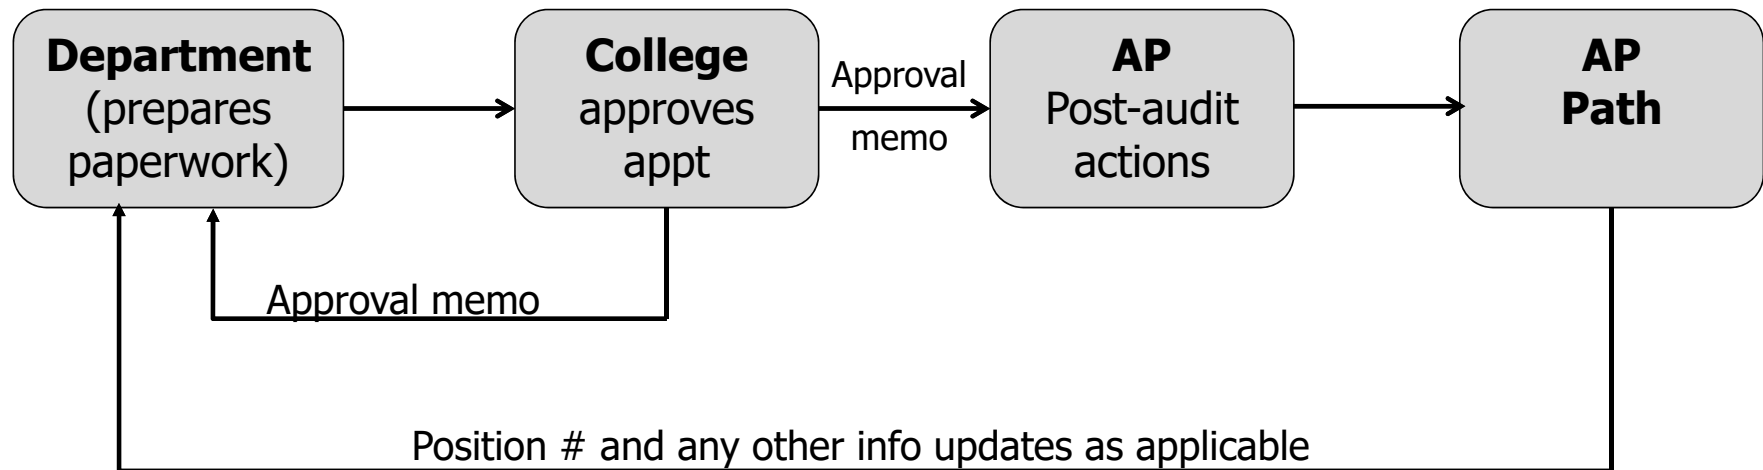 Department
(prepares
paperwork)
College
approves
appt
Approval
memo
AP
Post-audit
actions
AP
Path
Approval memo
Position # and any other info updates as applicable